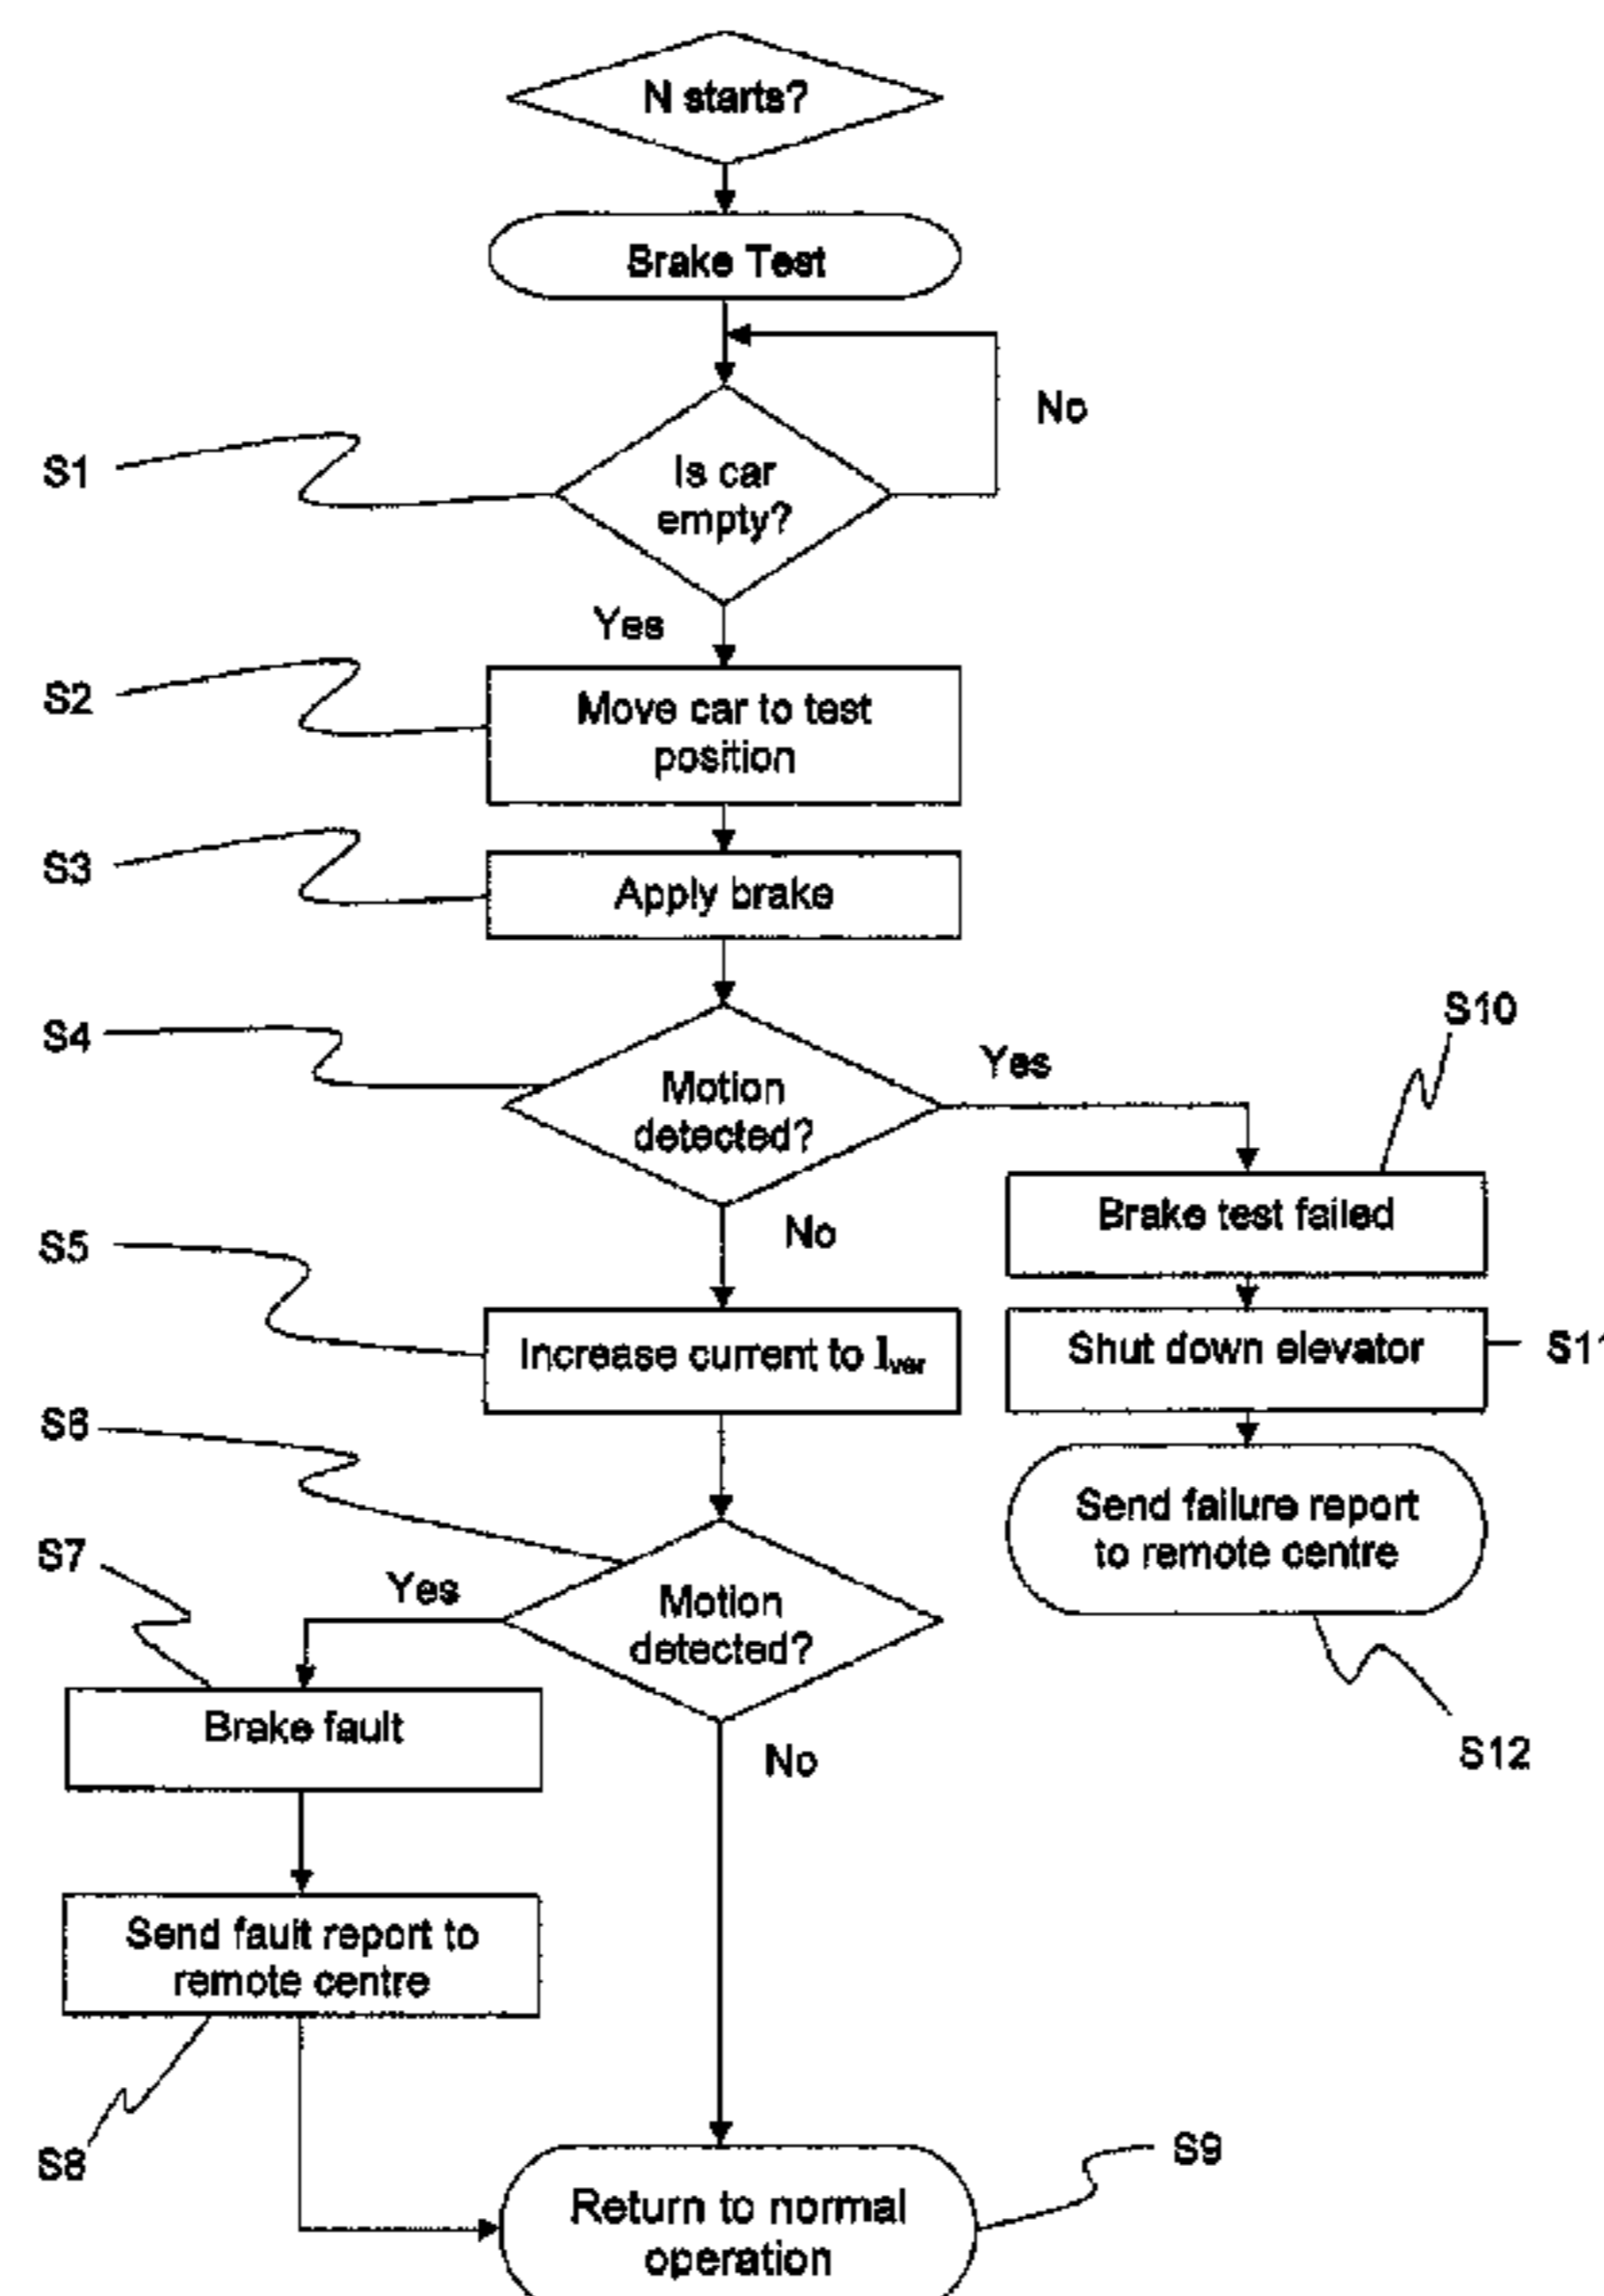 N starts?
Brake Test
No
S1
Is car
empty?
Yes
S2
Move car to test
position
S3
Apply brake
S10
S4
Yes
Motion
detected?
Brake test failed
No
S5
Increase current to Iver
Shut down elevator
S11
S6
Send failure report
to remote centre
S7
Yes
Motion
detected?
Brake fault
No
S12
Send fault report to
remote centre
S8
S9
Return to normal
operation